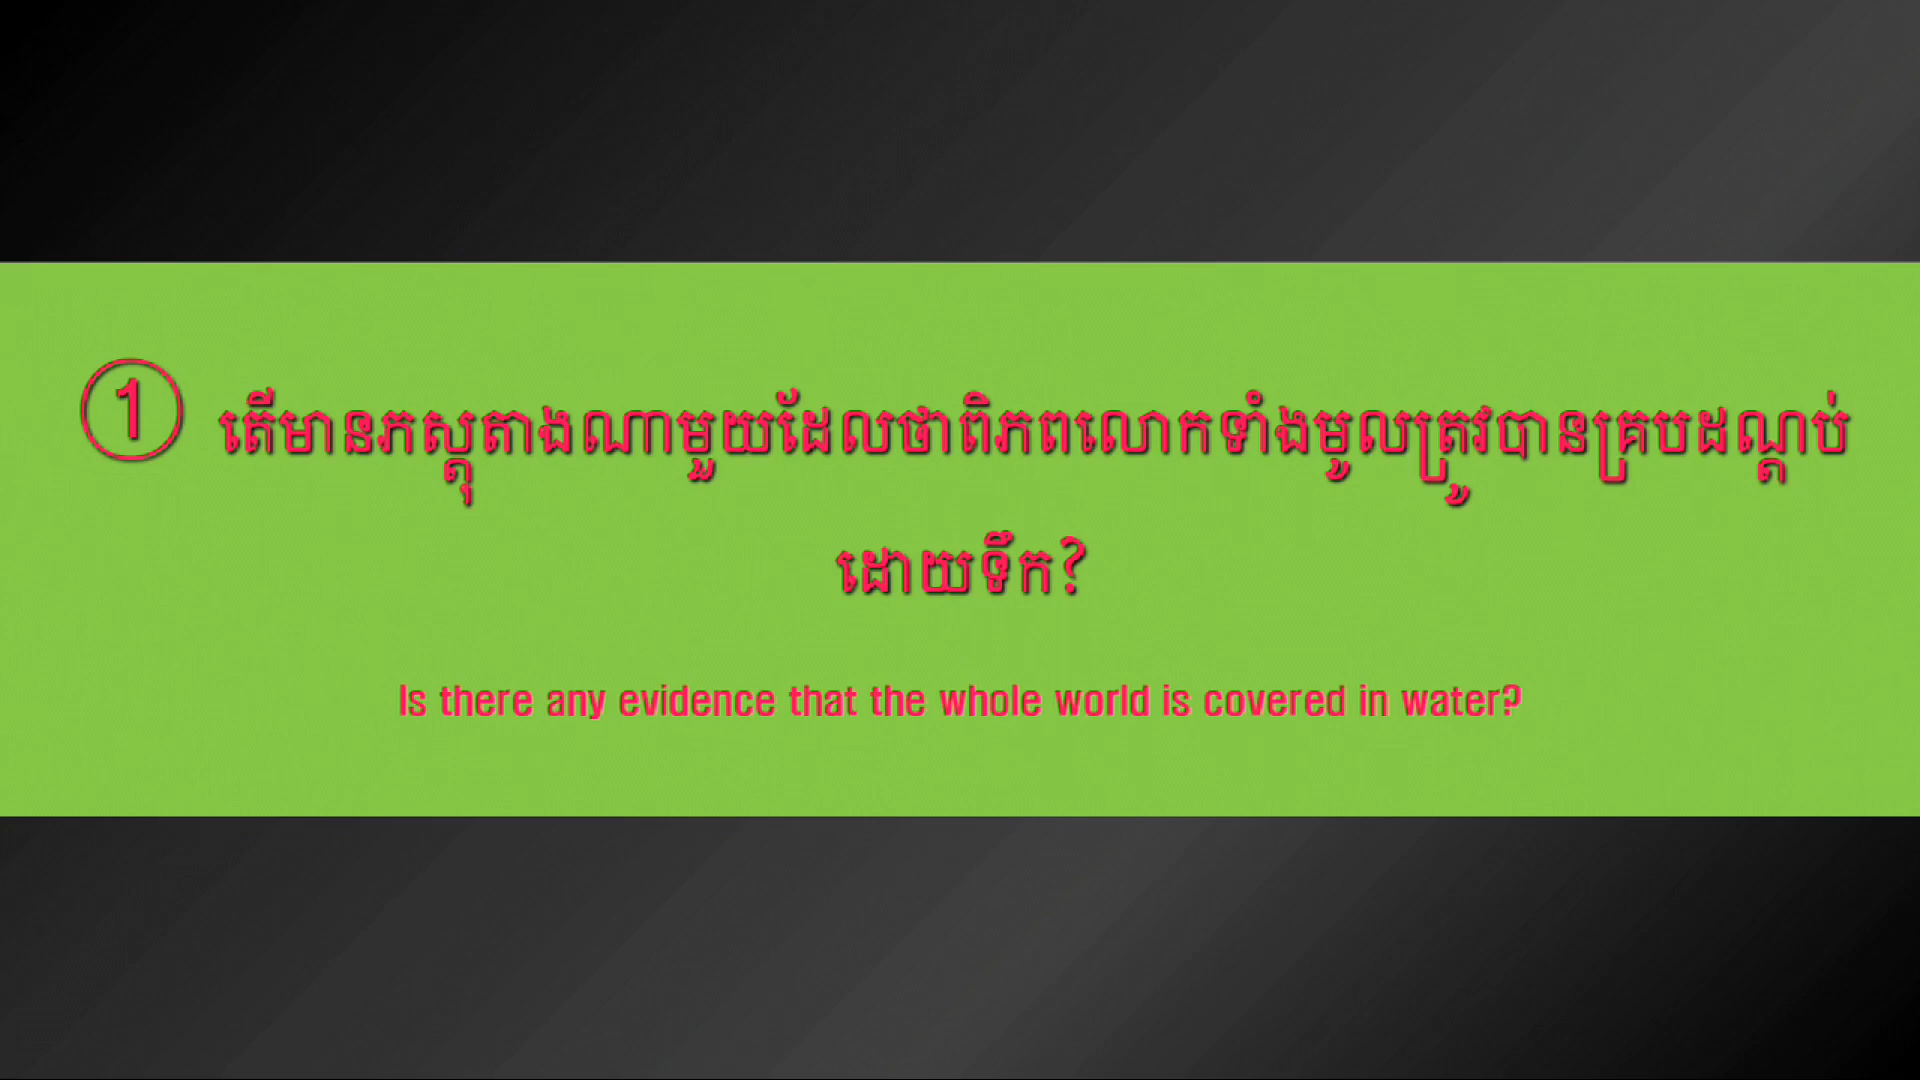 ① តើមានភស្តុតាងណាមួយដែលថាពិភពលោកទាំងមូលត្រូវបានគ្របដណ្តប់
ដោយទឹក?
Is there any evidence that the whole world is covered in water?